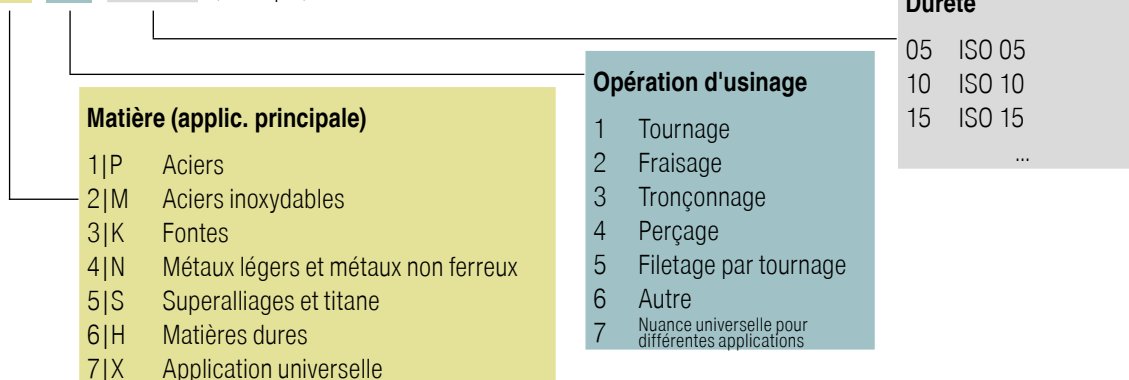 Dureté
05 ISO 05
10 ISO 10
15 ISO 15
...
Opération d'usinage
1 Tournage
2 Fraisage
3 Tronçonnage
4 Perçage
5 Filetage par tournage
6 Autre
7 Nuance universelle pour
différentes applications
Matière (applic. principale)
1|P Aciers
2|M Aciers inoxydables
3|K Fontes
4|N Métaux légers et métaux non ferreux
5|S Superalliages et titane
6|H Matières dures
7|X Application universelle